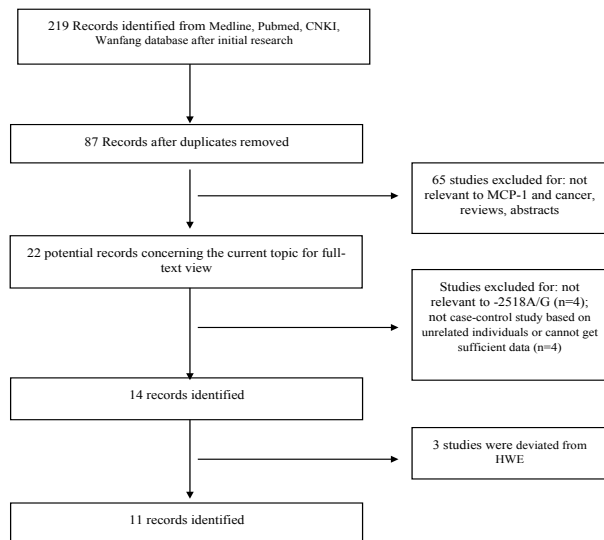 219 Records identified from Medline, Pubmed, CNKI,
Wanfang database after initial research
87 Records after duplicates removed
65 studies excluded for: not
relevant to MCP-1 and cancer,
reviews, abstracts
22 potential records concerning the current topic for full-
text view
Studies excluded for: not
relevant to -2518A/G (n=4);
not case-control study based on
unrelated individuals or cannot get
sufficient data (n=4)
14 records identified
3 studies were deviated from
HWE
11 records identified